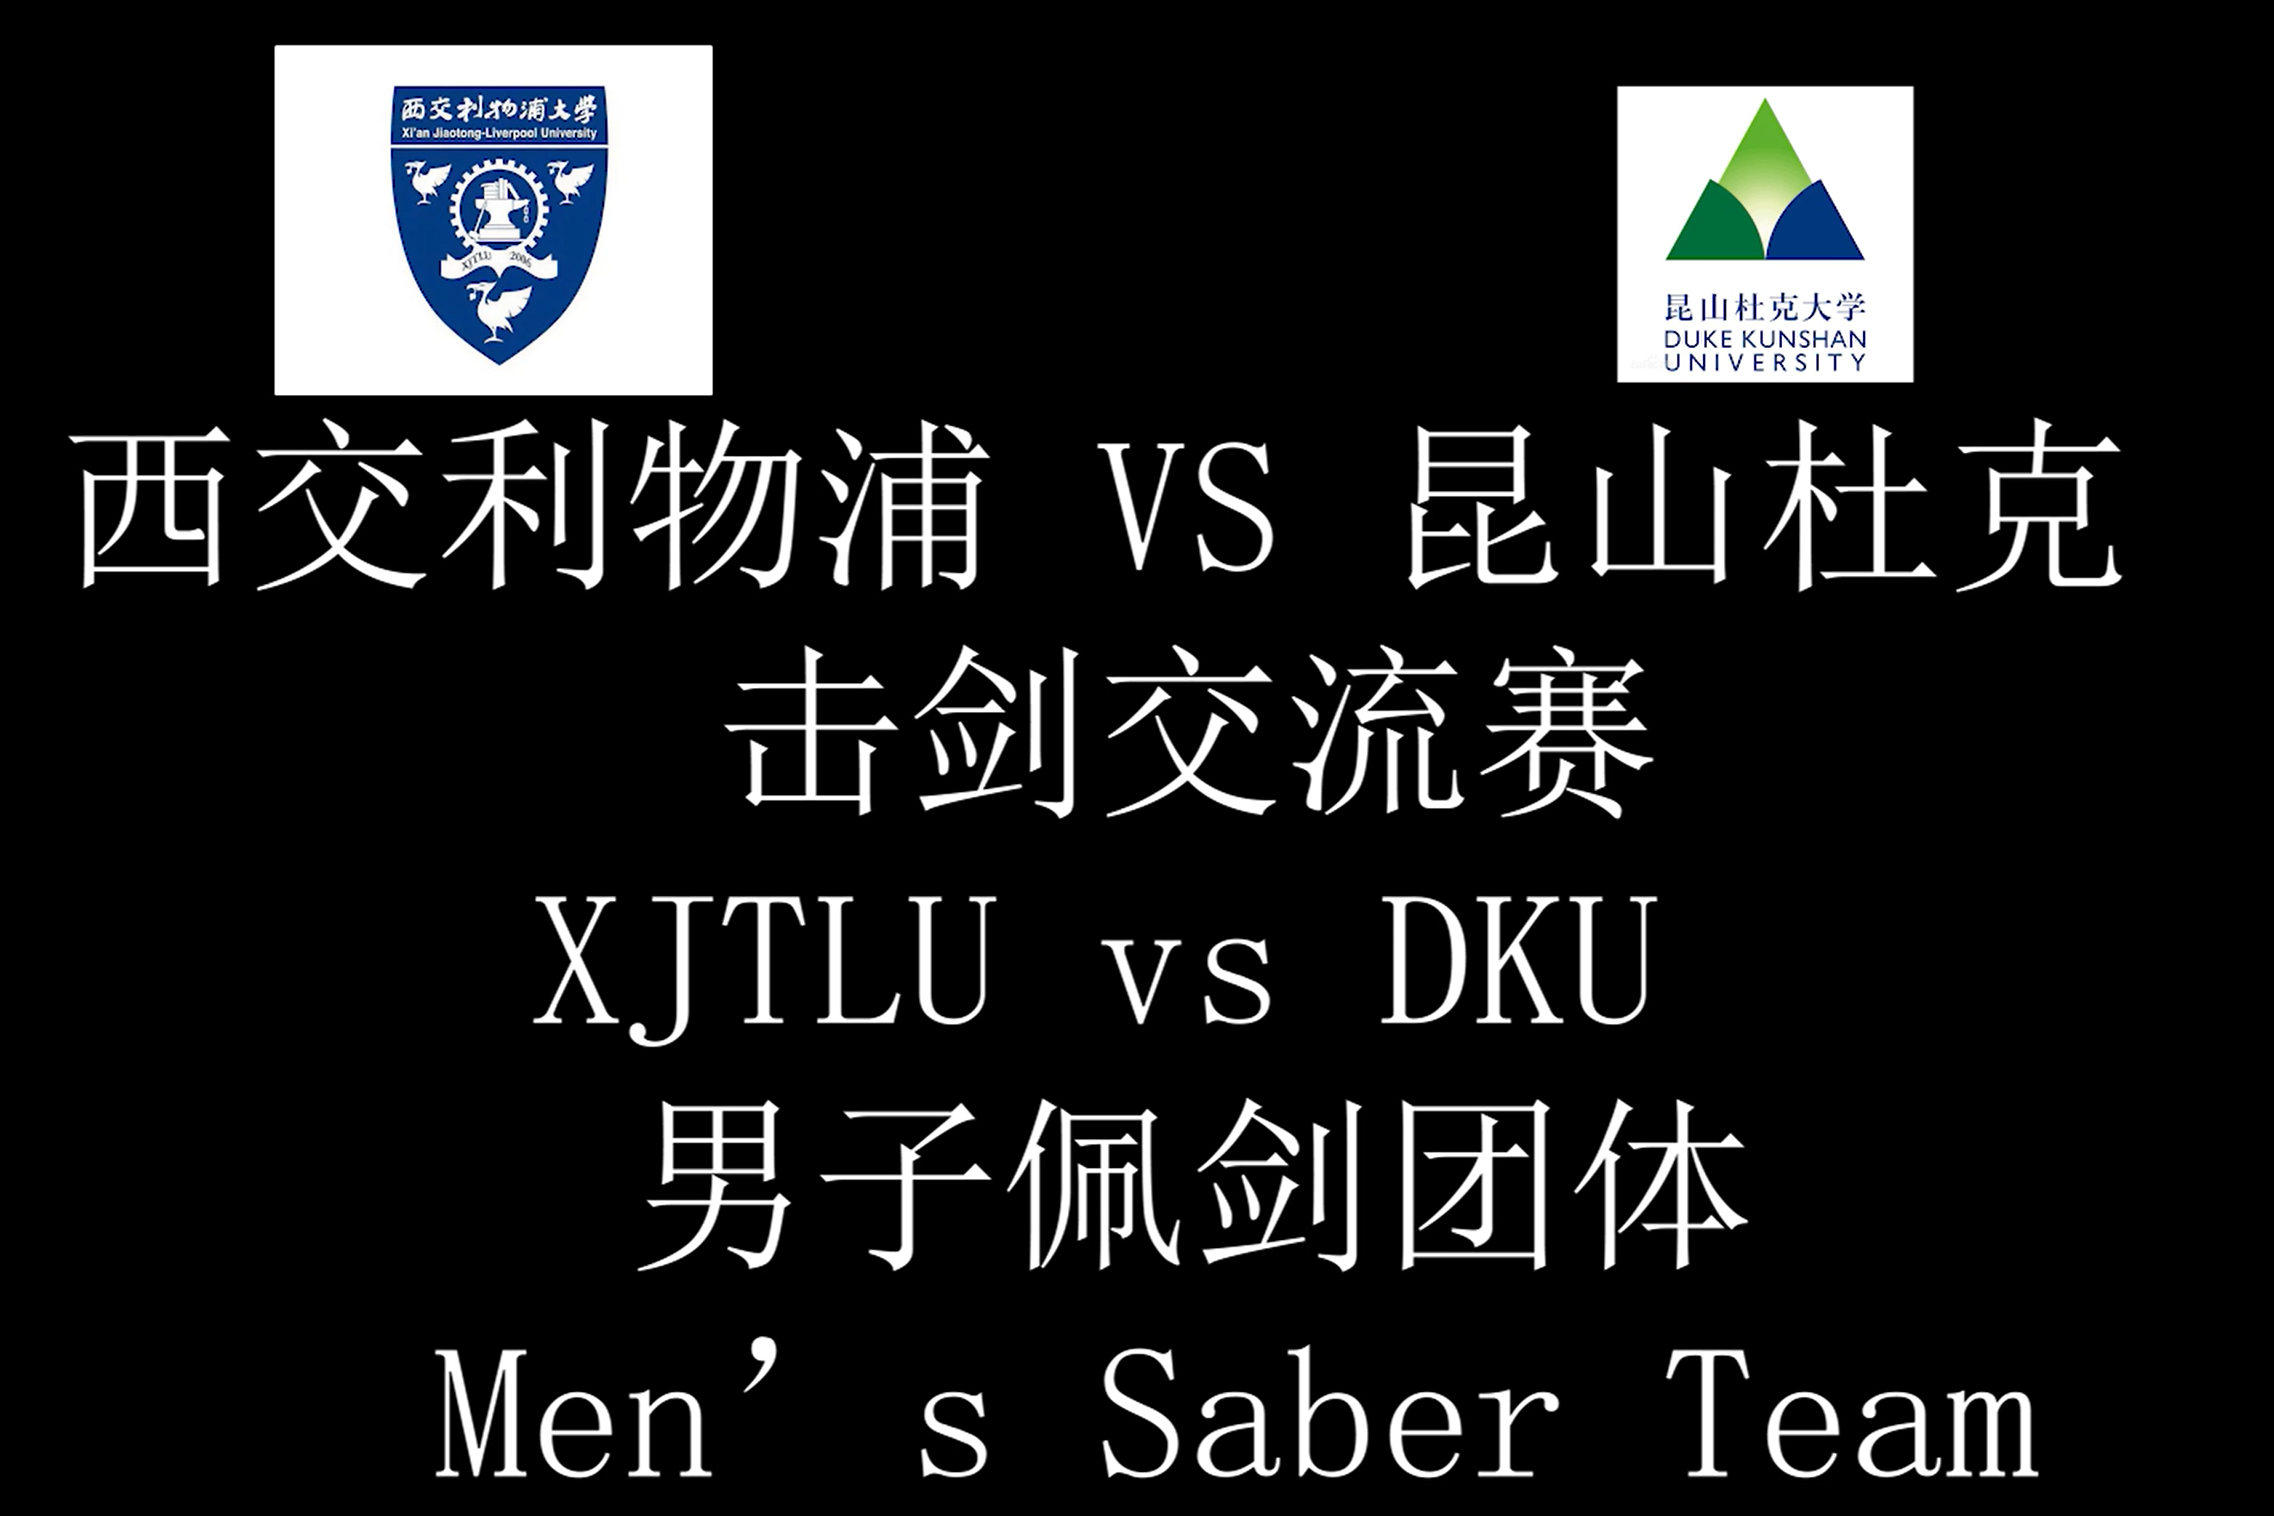 西交利物浦大學
Xi'an Jiaotong-Liverpool University
XJTLU 2006
昆山杜克大学
DUKE KUNSHAN
UNIVERSITY
西交利物浦 VS 昆山杜克
击剑交流赛
XJTLU vs DKU
男子佩剑团体
Men’s Saber Team